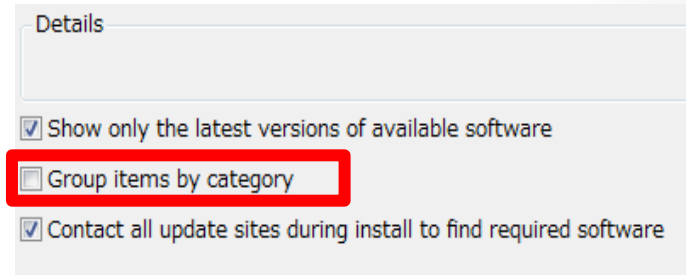 Details
Show only the latest versions of available software
Group items by category
Contact all update sites during install to find required software